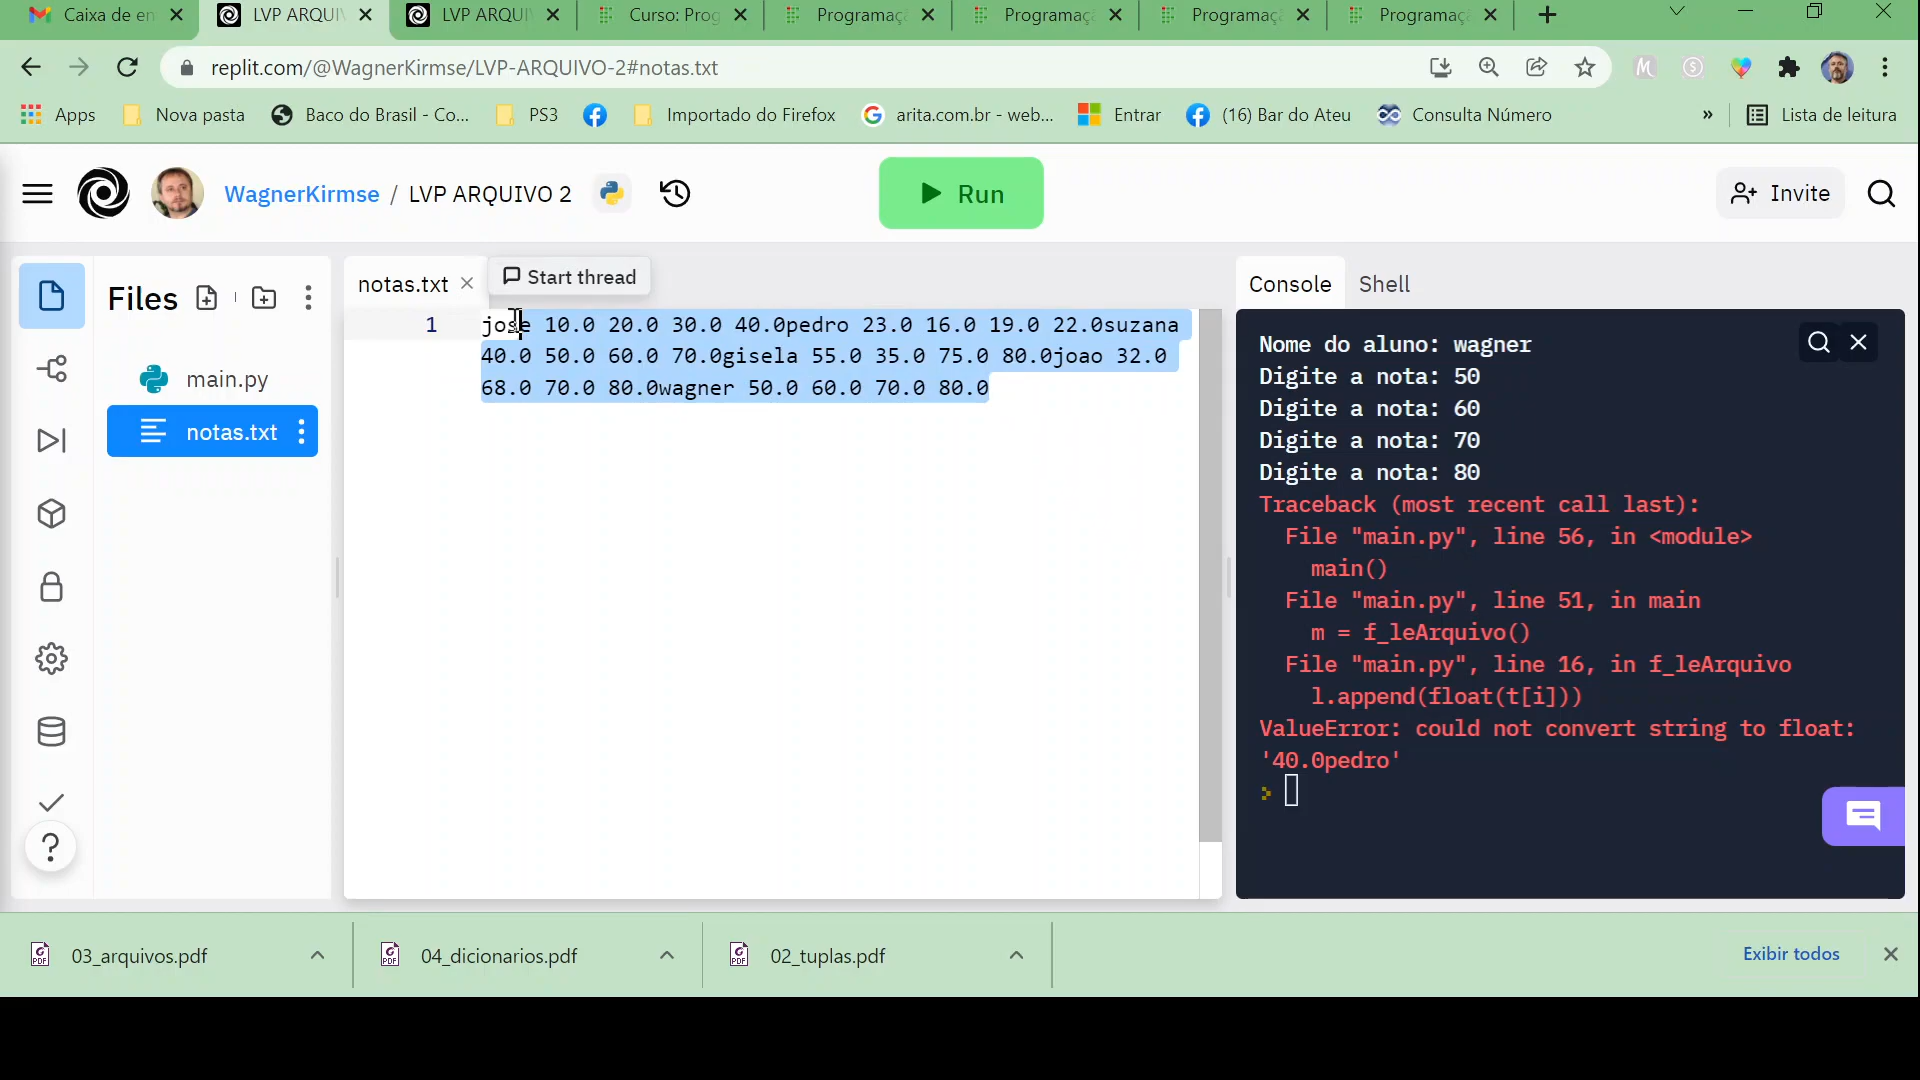 Caixa de en
LVP ARQUI
LVP ARQUI
Curso: Prog
Programaç
Programaç
Programaç
Programaç
replit.com/@WagnerKirmse/LVP-ARQUIVO-2#notas.txt
Apps
Nova pasta
Baco do Brasil - Co...
PS3
Importado do Firefox
arita.com.br - web...
Entrar
(16) Bar do Ateu
Consulta Número
»
Lista de leitura
WagnerKirmse / LVP ARQUIVO 2
Run
Invite
Files
main.py
notas.txt
notas.txt
Start thread
1
jose 10.0 20.0 30.0 40.0pedro 23.0 16.0 19.0 22.0suzana
40.0 50.0 60.0 70.0gisela 55.0 35.0 75.0 80.0joao 32.0
68.0 70.0 80.0wagner 50.0 60.0 70.0 80.0
Console
Shell
Nome do aluno: wagner
Digite a nota: 50
Digite a nota: 60
Digite a nota: 70
Digite a nota: 80
Traceback (most recent call last):
File "main.py", line 56, in <module>
main()
File "main.py", line 51, in main
m = f_leArquivo()
File "main.py", line 16, in f_leArquivo
l.append(float(t[i]))
ValueError: could not convert string to float:
'40.0pedro'
03_arquivos.pdf
04_dicionarios.pdf
02_tuplas.pdf
Exibir todos